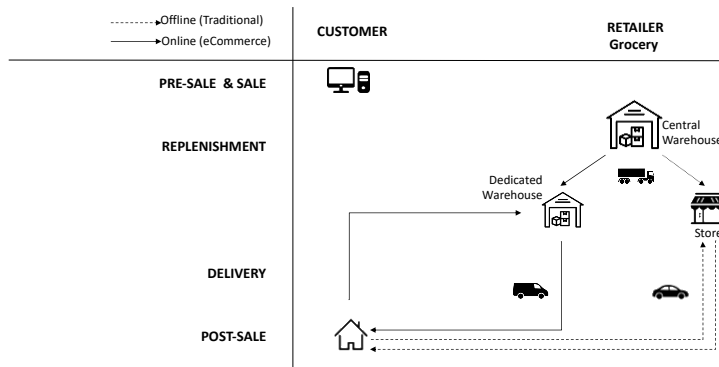 Offline (Traditional)
Online (eCommerce)
CUSTOMER
RETAILER
Grocery
PRE-SALE & SALE
Central
Warehouse
REPLENISHMENT
Dedicated
Warehouse
Store
DELIVERY
POST-SALE